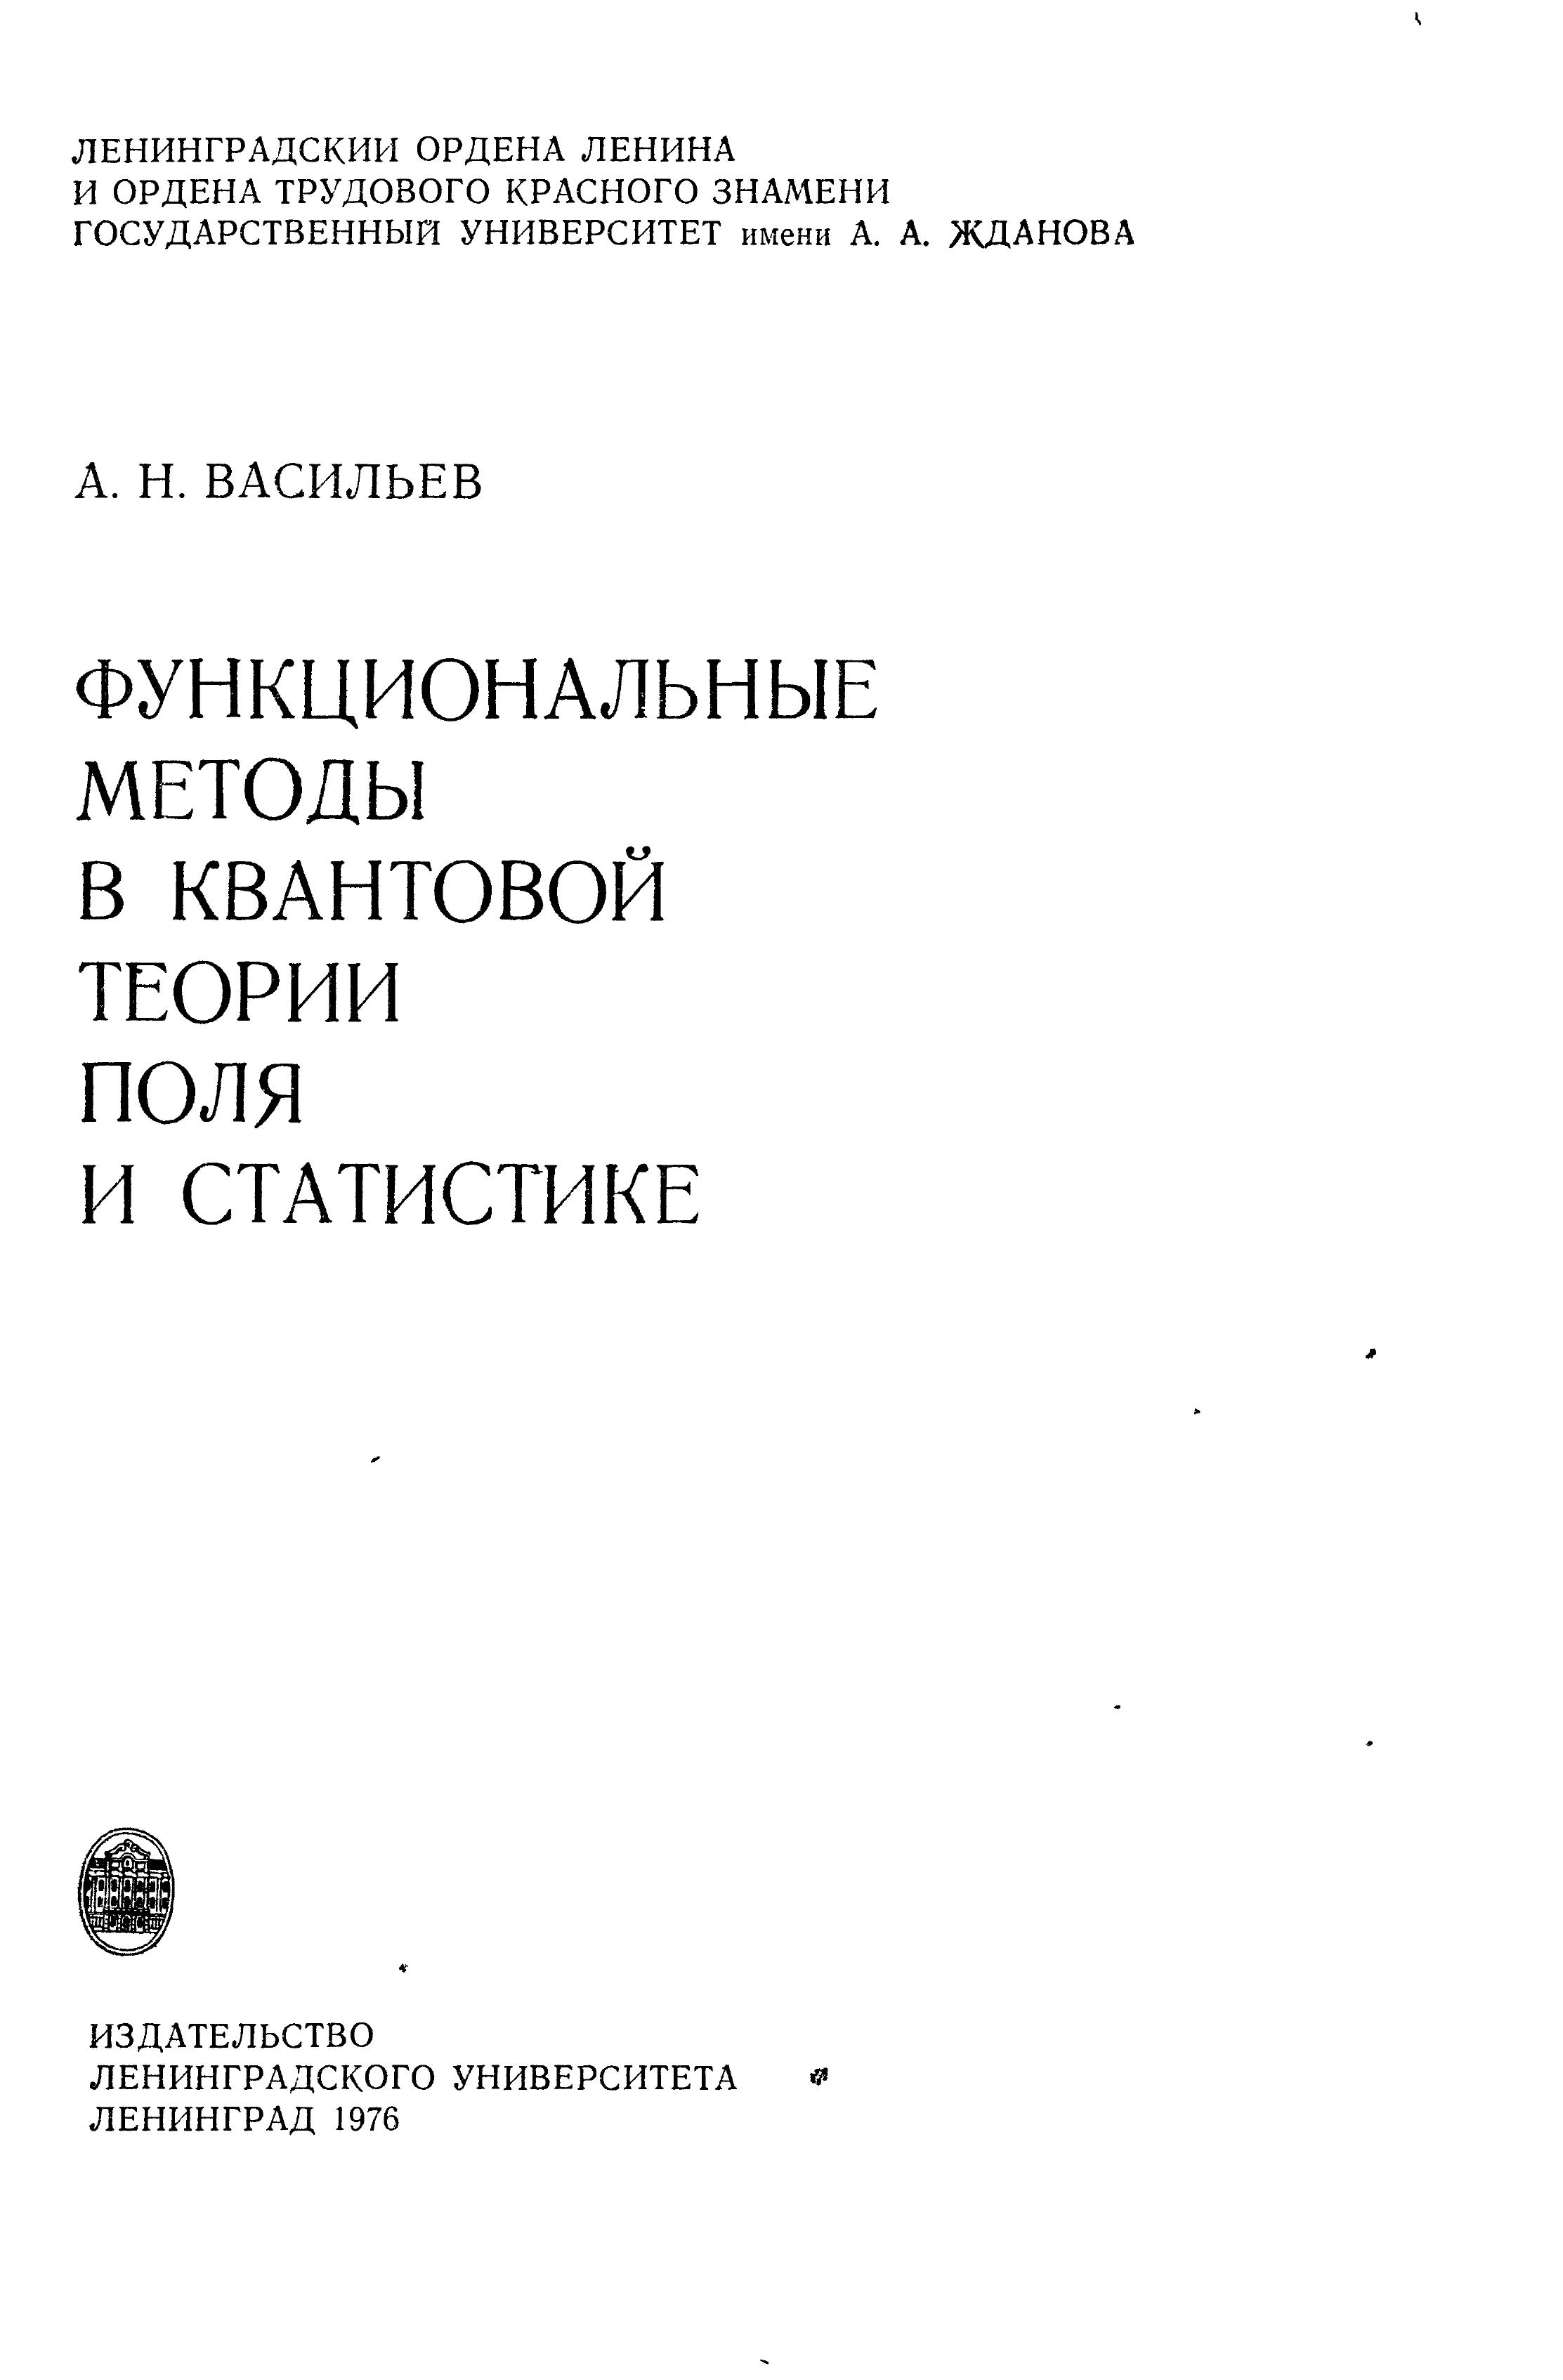 ЛЕНИНГРАДСКИИ ОРДЕНА ЛЕНИНА
И ОРДЕНА ТРУДОВОГО КРАСНОГО ЗНАМЕНИ
ГОСУДАРСТВЕННЫЙ УНИВЕРСИТЕТ имени А. А. ЖДАНОВА
А. Н. ВАСИЛЬЕВ
ФУНКЦИОНАЛЬНЫЕ
МЕТОДЫ
В КВАНТОВОЙ
ТЕОРИИ
ПОЛЯ
И СТАТИСТИКЕ
ИЗДАТЕЛЬСТВО
ЛЕНИНГРАДСКОГО УНИВЕРСИТЕТА
ЛЕНИНГРАД 1976